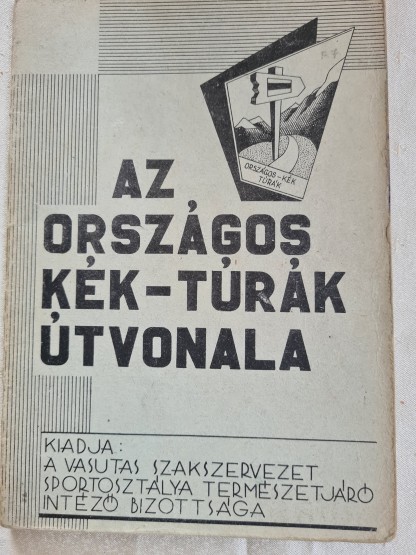 ORSZÁGOS-KÉK
TÚRÁK
AZ
ORSZÁGOS
KÉK-TÚRÁK
ÚTVONALA
KIADJA:
A VASUTAS SZAKSZERVEZET
SPORTOSZTÁLYA TERMÉSZETJÁRÓ
INTÉZŐ BIZOTTSÁGA